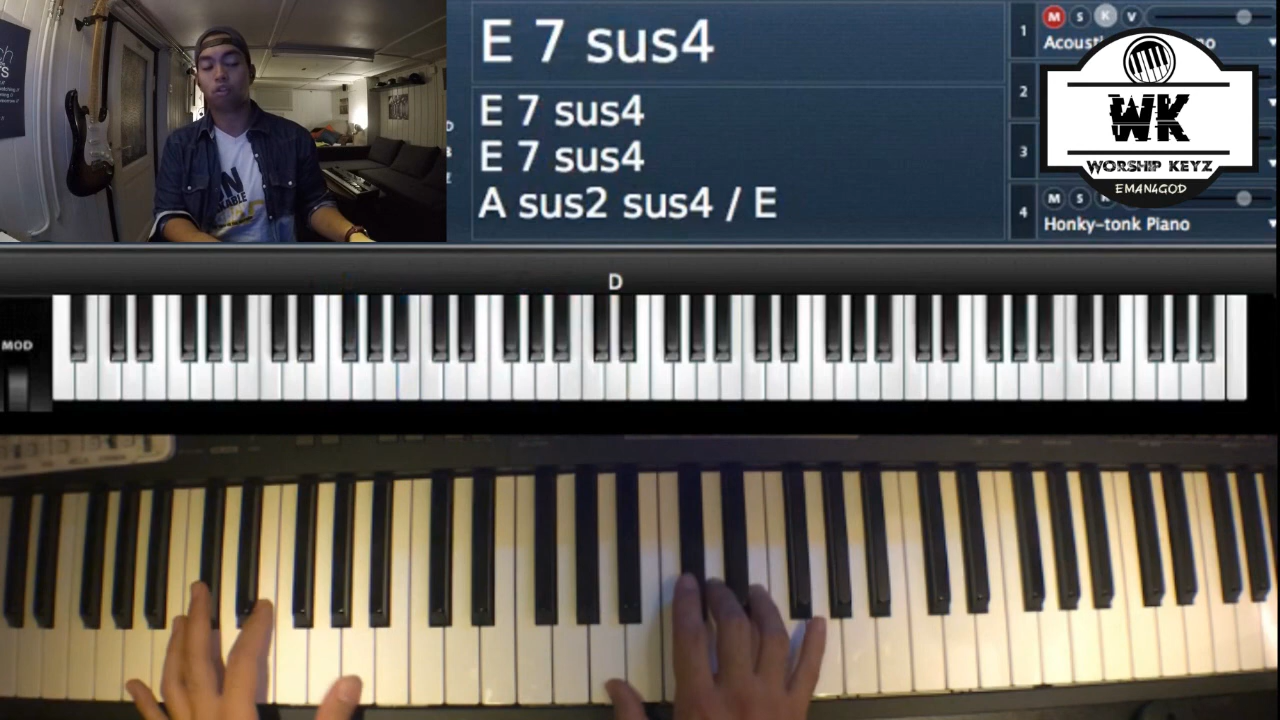 E 7 sus4
E 7 sus4
E 7 sus4
A sus2 sus4 / E
1
M S K V
2
3
4
M S
Honky-tonk Piano
WK
WORSHIP KEYZ
EMAN4GOD
D
MOD